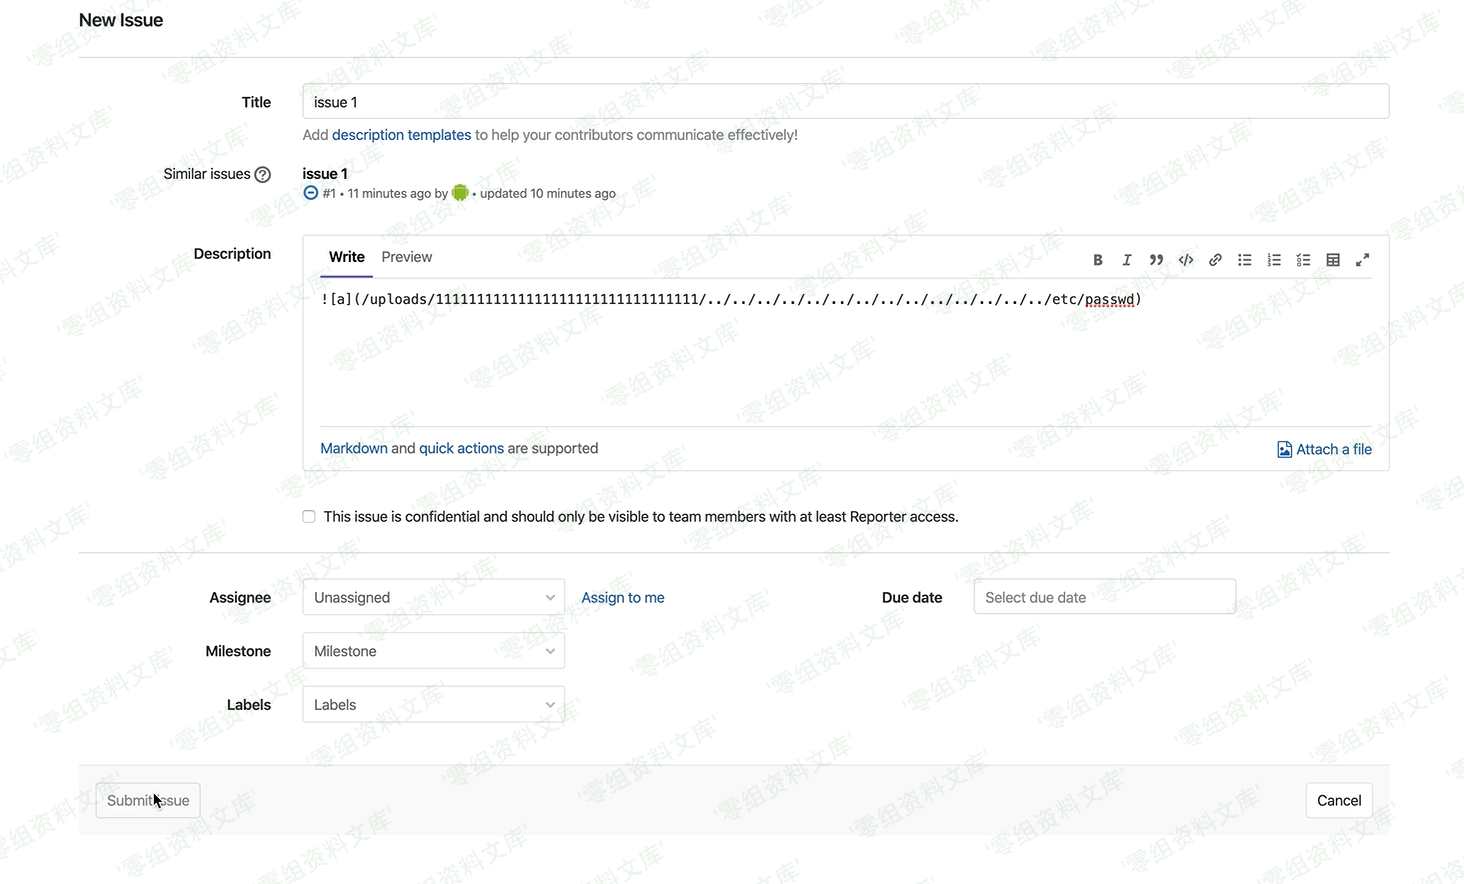 New Issue
Title
issue 1
Add description templates to help your contributors communicate effectively!
Similar issues
issue 1
#1 • 11 minutes ago by • updated 10 minutes ago
Description
Write Preview
![a](/uploads/11111111111111111111111111111111/../../../../../../../../../../../../../../etc/passwd)
Markdown and quick actions are supported
Attach a file
This issue is confidential and should only be visible to team members with at least Reporter access.
Assignee
Unassigned
Assign to me
Due date
Select due date
Milestone
Milestone
Labels
Labels
Submit issue
Cancel
零组资料文库